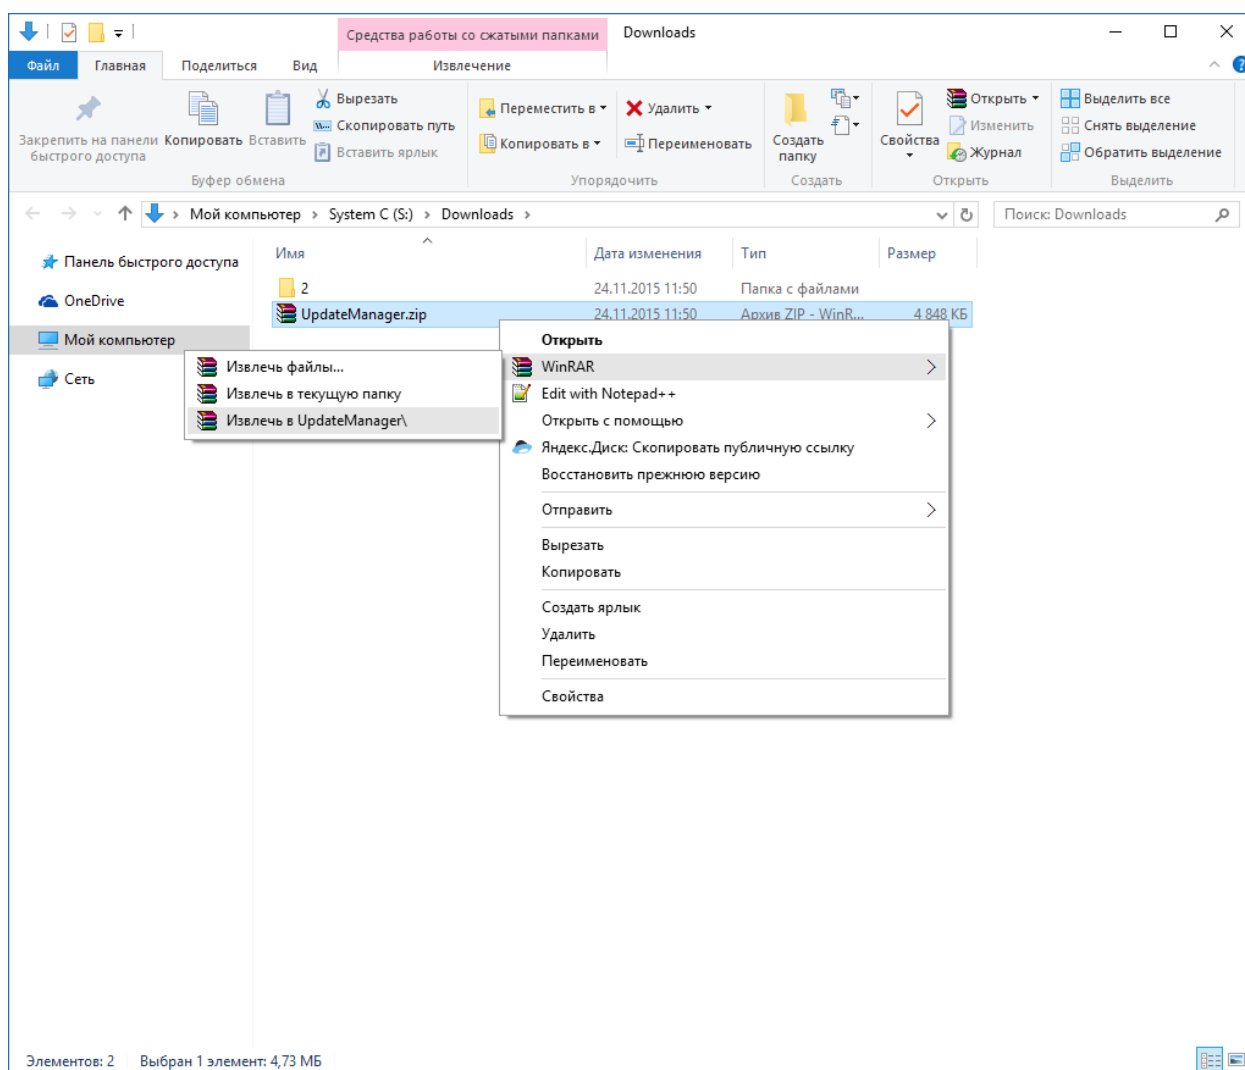 Средства работы со сжатыми папками
Downloads
Файл
Главная
Поделиться
Вид
Извлечение
Закрепить на панели быстрого доступа
Копировать
Вставить
Вырезать
Скопировать путь
Вставить ярлык
Буфер обмена
Переместить в
Копировать в
Удалить
Переименовать
Упорядочить
Создать папку
Создать
Свойства
Открыть
Изменить
Журнал
Открыть
Выделить все
Снять выделение
Обратить выделение
Выделить
Мой компьютер > System C (S:) > Downloads >
Поиск: Downloads
Панель быстрого доступа
OneDrive
Мой компьютер
Сеть
Имя
Дата изменения
Тип
Размер
2
24.11.2015 11:50
Папка с файлами
UpdateManager.zip
24.11.2015 11:50
Архив ZIP - WinR...
4 848 КБ
Извлечь файлы...
Извлечь в текущую папку
Извлечь в UpdateManager\
Открыть
WinRAR
Edit with Notepad++
Открыть с помощью
Яндекс.Диск: Скопировать публичную ссылку
Восстановить прежнюю версию
Отправить
Вырезать
Копировать
Создать ярлык
Удалить
Переименовать
Свойства
Элементов: 2
Выбран 1 элемент: 4,73 МБ